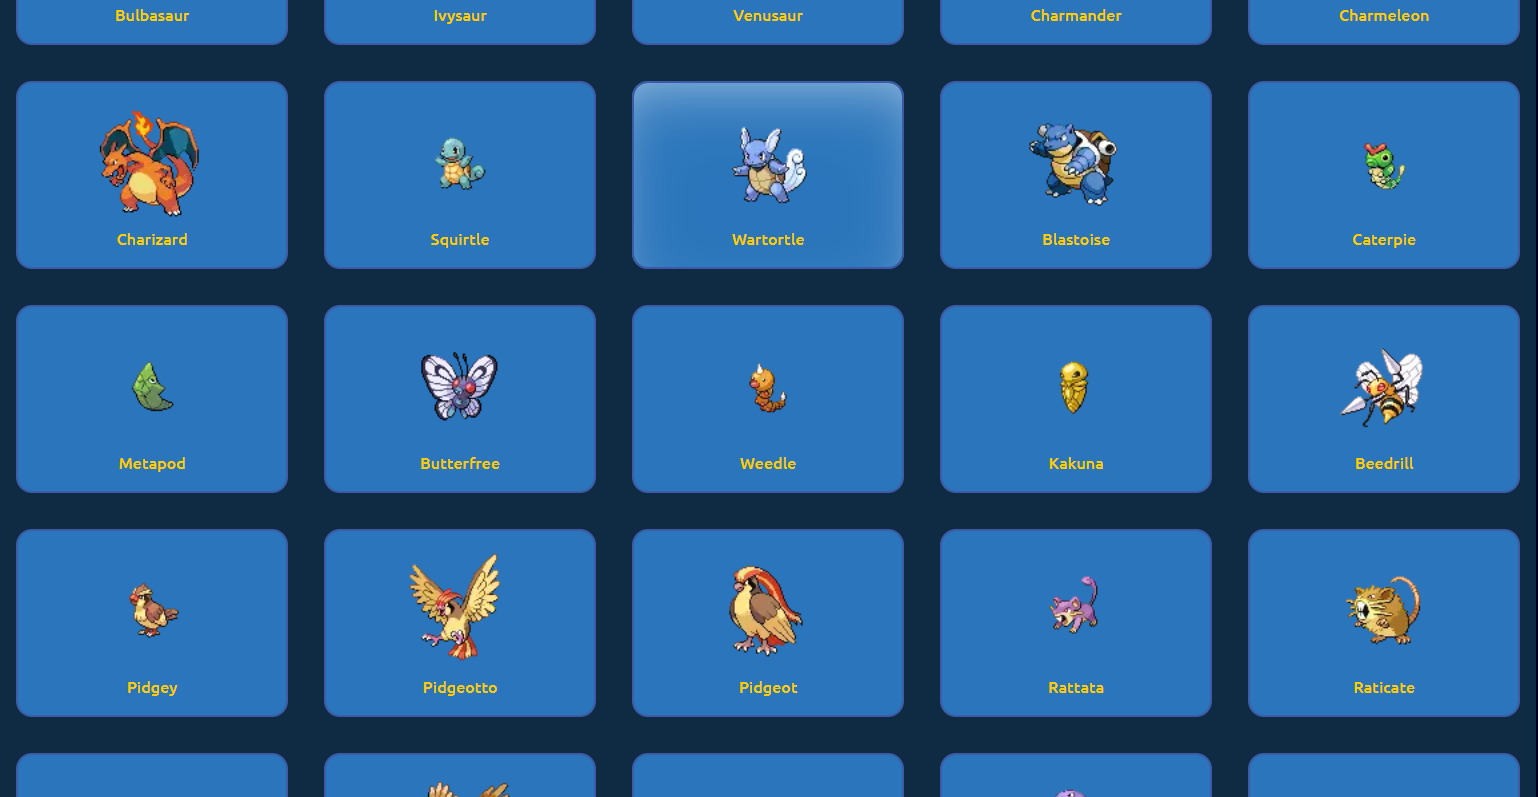 Bulbasaur
Ivysaur
Venusaur
Charmander
Charmeleon
Charizard
Squirtle
Wartortle
Blastoise
Caterpie
Metapod
Butterfree
Weedle
Kakuna
Beedrill
Pidgey
Pidgeotto
Pidgeot
Rattata
Raticate